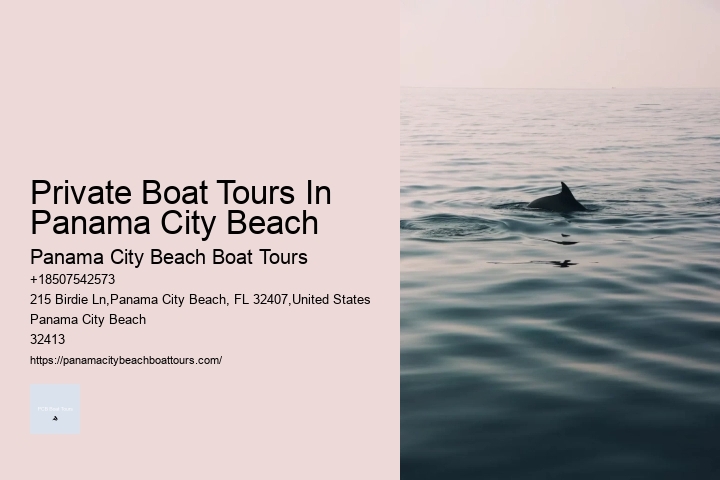 Private Boat Tours In
Panama City Beach
Panama City Beach Boat Tours
+18507542573
215 Birdie Ln,Panama City Beach, FL 32407,United States
Panama City Beach
32413
https://panamacitybeachboattours.com/